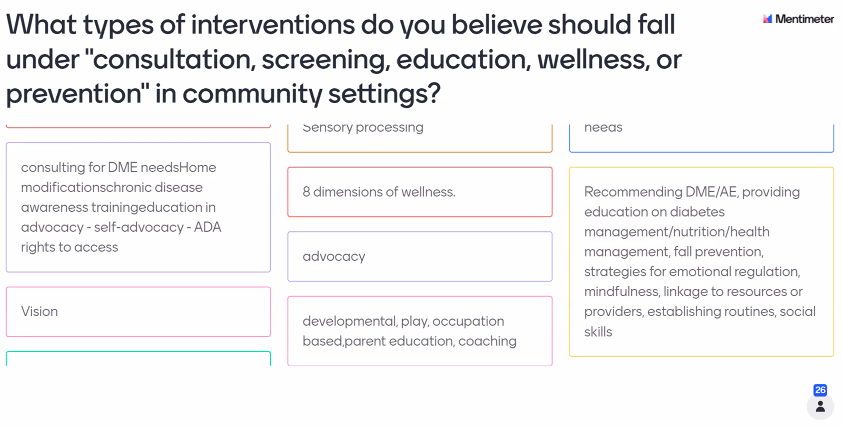 What types of interventions do you believe should fall
under "consultation, screening, education, wellness, or
prevention" in community settings?
Mentimeter
consulting for DME needsHome
modificationschronic disease
awareness trainingeducation in
advocacy - self-advocacy - ADA
rights to access
Vision
Sensory processing
8 dimensions of wellness.
advocacy
developmental, play, occupation
based,parent education, coaching
needs
Recommending DME/AE, providing
education on diabetes
management/nutrition/health
management, fall prevention,
strategies for emotional regulation,
mindfulness, linkage to resources or
providers, establishing routines, social
skills
26